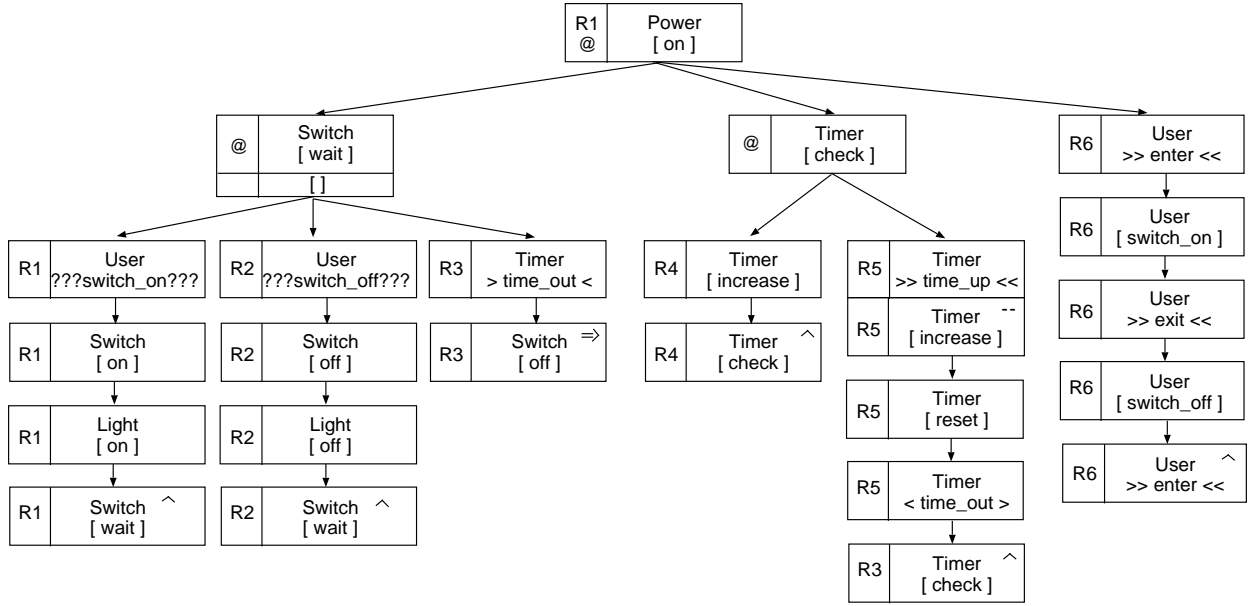 R1 Power
@ [ on ]
@ Switch
[ wait ]
[ ]
@ Timer
[ check ]
R6 User
>> enter <<
R1 User
???switch_on???
R2 User
???switch_off???
R3 Timer
> time_out <
R4 Timer
[ increase ]
R5 Timer
>> time_up <<
R6 User
[ switch_on ]
R1 Switch
[ on ]
R2 Switch
[ off ]
R3 Switch =>
[ off ]
R4 Timer ^
[ check ]
R5 Timer --
[ increase ]
R6 User
>> exit <<
R1 Light
[ on ]
R2 Light
[ off ]
R5 Timer
[ reset ]
R6 User
[ switch_off ]
R1 Switch ^
[ wait ]
R2 Switch ^
[ wait ]
R5 Timer
< time_out >
R6 User ^
>> enter <<
R3 Timer ^
[ check ]